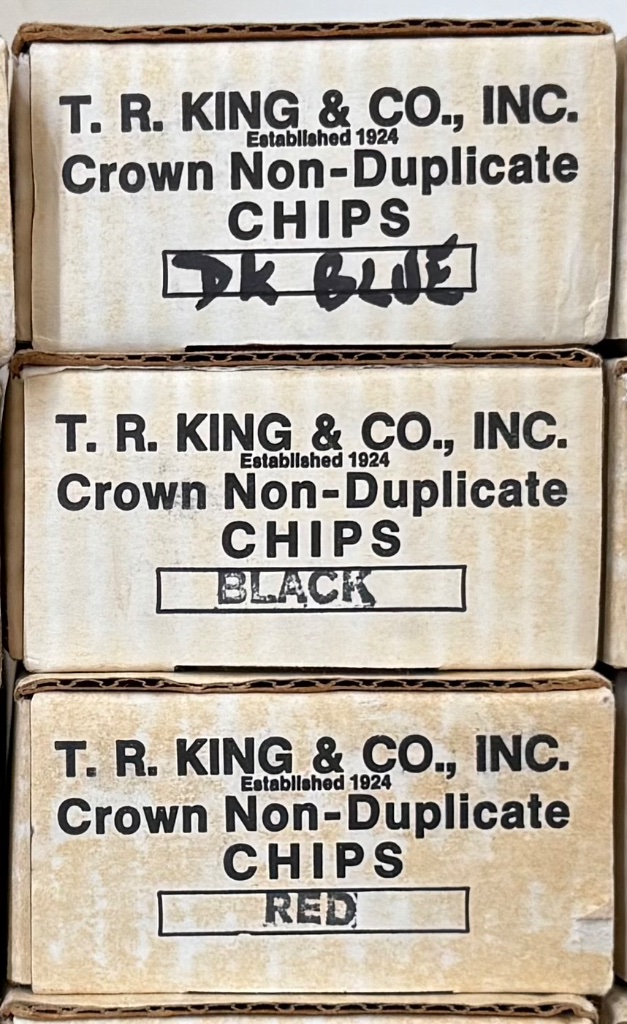 T. R. KING & CO., INC.
Established 1924
Crown Non-Duplicate
CHIPS
DK BLUE
T. R. KING & CO., INC.
Established 1924
Crown Non-Duplicate
CHIPS
BLACK
T. R. KING & CO., INC.
Established 1924
Crown Non-Duplicate
CHIPS
RED